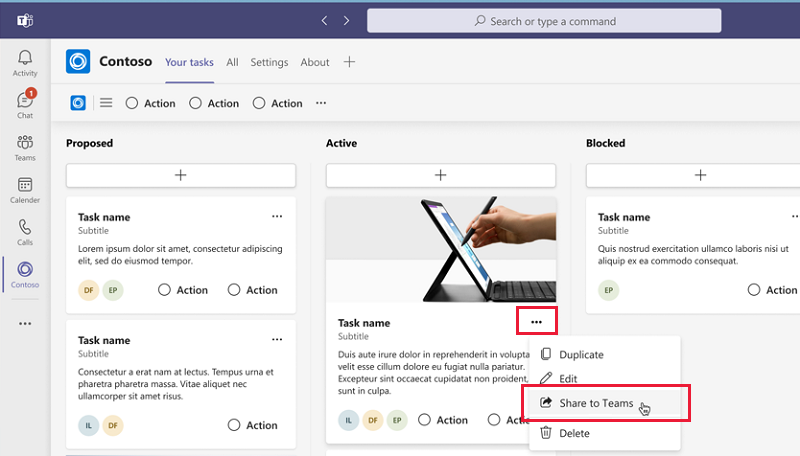 Search or type a command
Activity
1
Chat
Teams
Calender
Calls
Contoso
Contoso
Your tasks
All
Settings
About
Action
Action
Action
Proposed
Task name
Subtitle
Lorem ipsum dolor sit amet, consectetur adipiscing
elit, sed do eiusmod tempor.
DF
EP
Action
Action
Task name
Subtitle
Consectetur a erat nam at lectus. Tempus urna et
pharetra pharetra massa. Vitae aliquet nec
ullamcorper sit amet risus.
IL
DF
Action
Active
Task name
Subtitle
Duis aute irure dolor in reprehenderit in volupta
velit esse cillum dolore eu fugiat nulla pariatur.
Excepteur sint occaecat cupidatat non proident,
sunt in culpa.
IL
DF
EP
Action
Acti
Duplicate
Edit
Share to Teams
Delete
Blocked
Task name
Subtitle
Quis nostrud exercitation ullamco laboris nisi ut
aliquip ex ea commodo consequat.
EP
Action